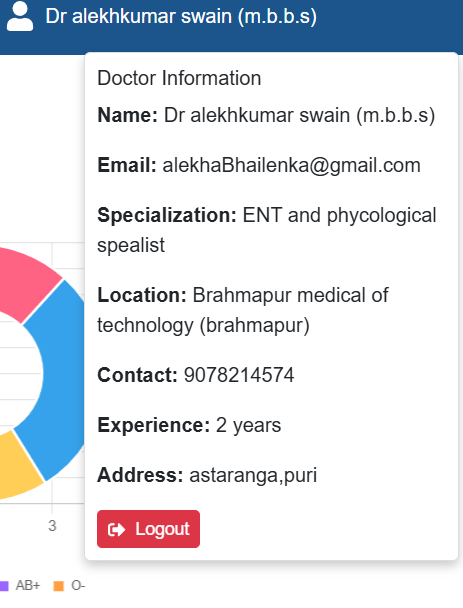 Dr alekhkumar swain (m.b.b.s)
Doctor Information
Name: Dr alekhkumar swain (m.b.b.s)
Email: alekhaBhailenka@gmail.com
Specialization: ENT and phycological
spealist
Location: Brahmapur medical of
technology (brahmapur)
Contact: 9078214574
Experience: 2 years
Address: astaranga,puri
Logout
3
AB+ O-